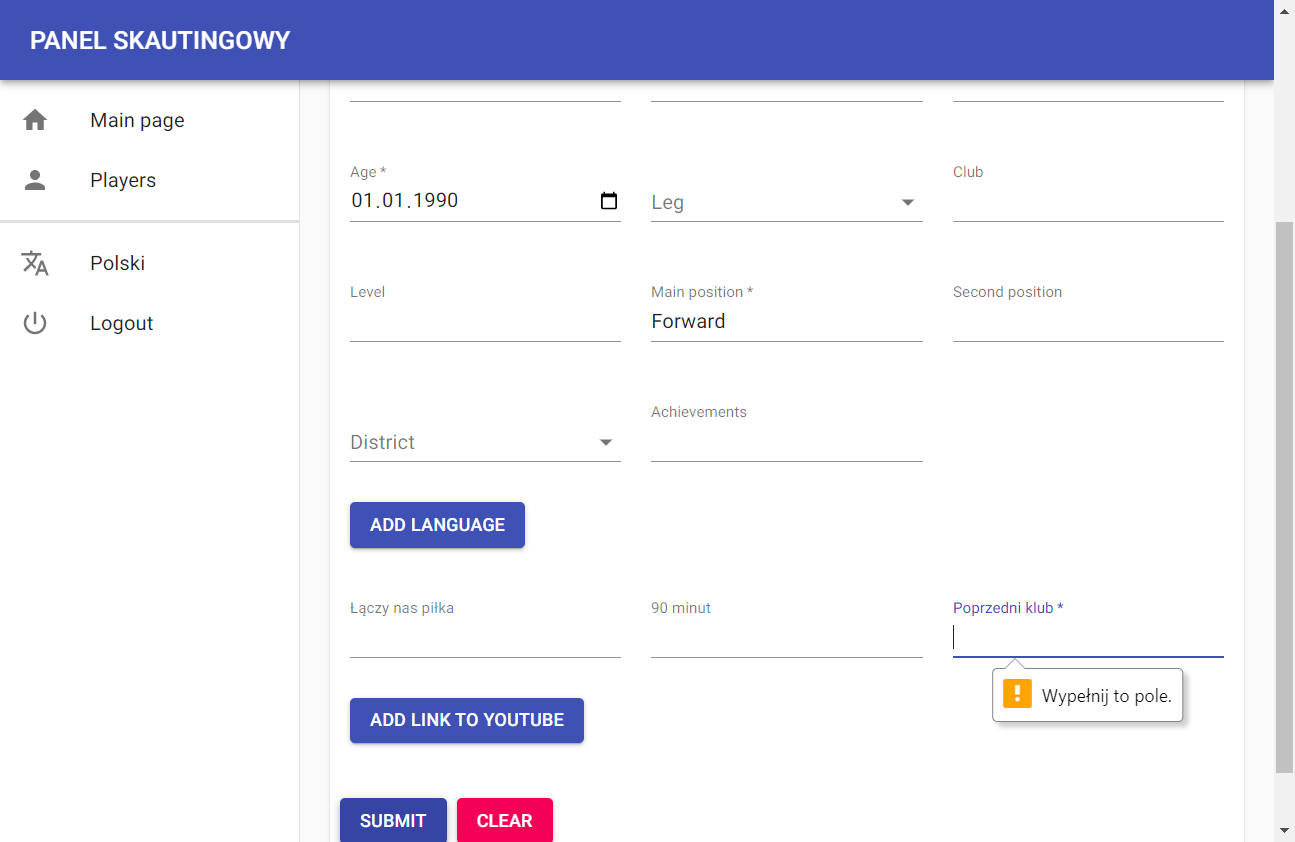 PANEL SKAUTINGOWY
Main page
Players
Polski
Logout
Age *
01.01.1990
Leg
Club
Level
Main position *
Forward
Second position
District
Achievements
ADD LANGUAGE
Łączy nas piłka
90 minut
Poprzedni klub *
Wypełnij to pole.
ADD LINK TO YOUTUBE
SUBMIT
CLEAR